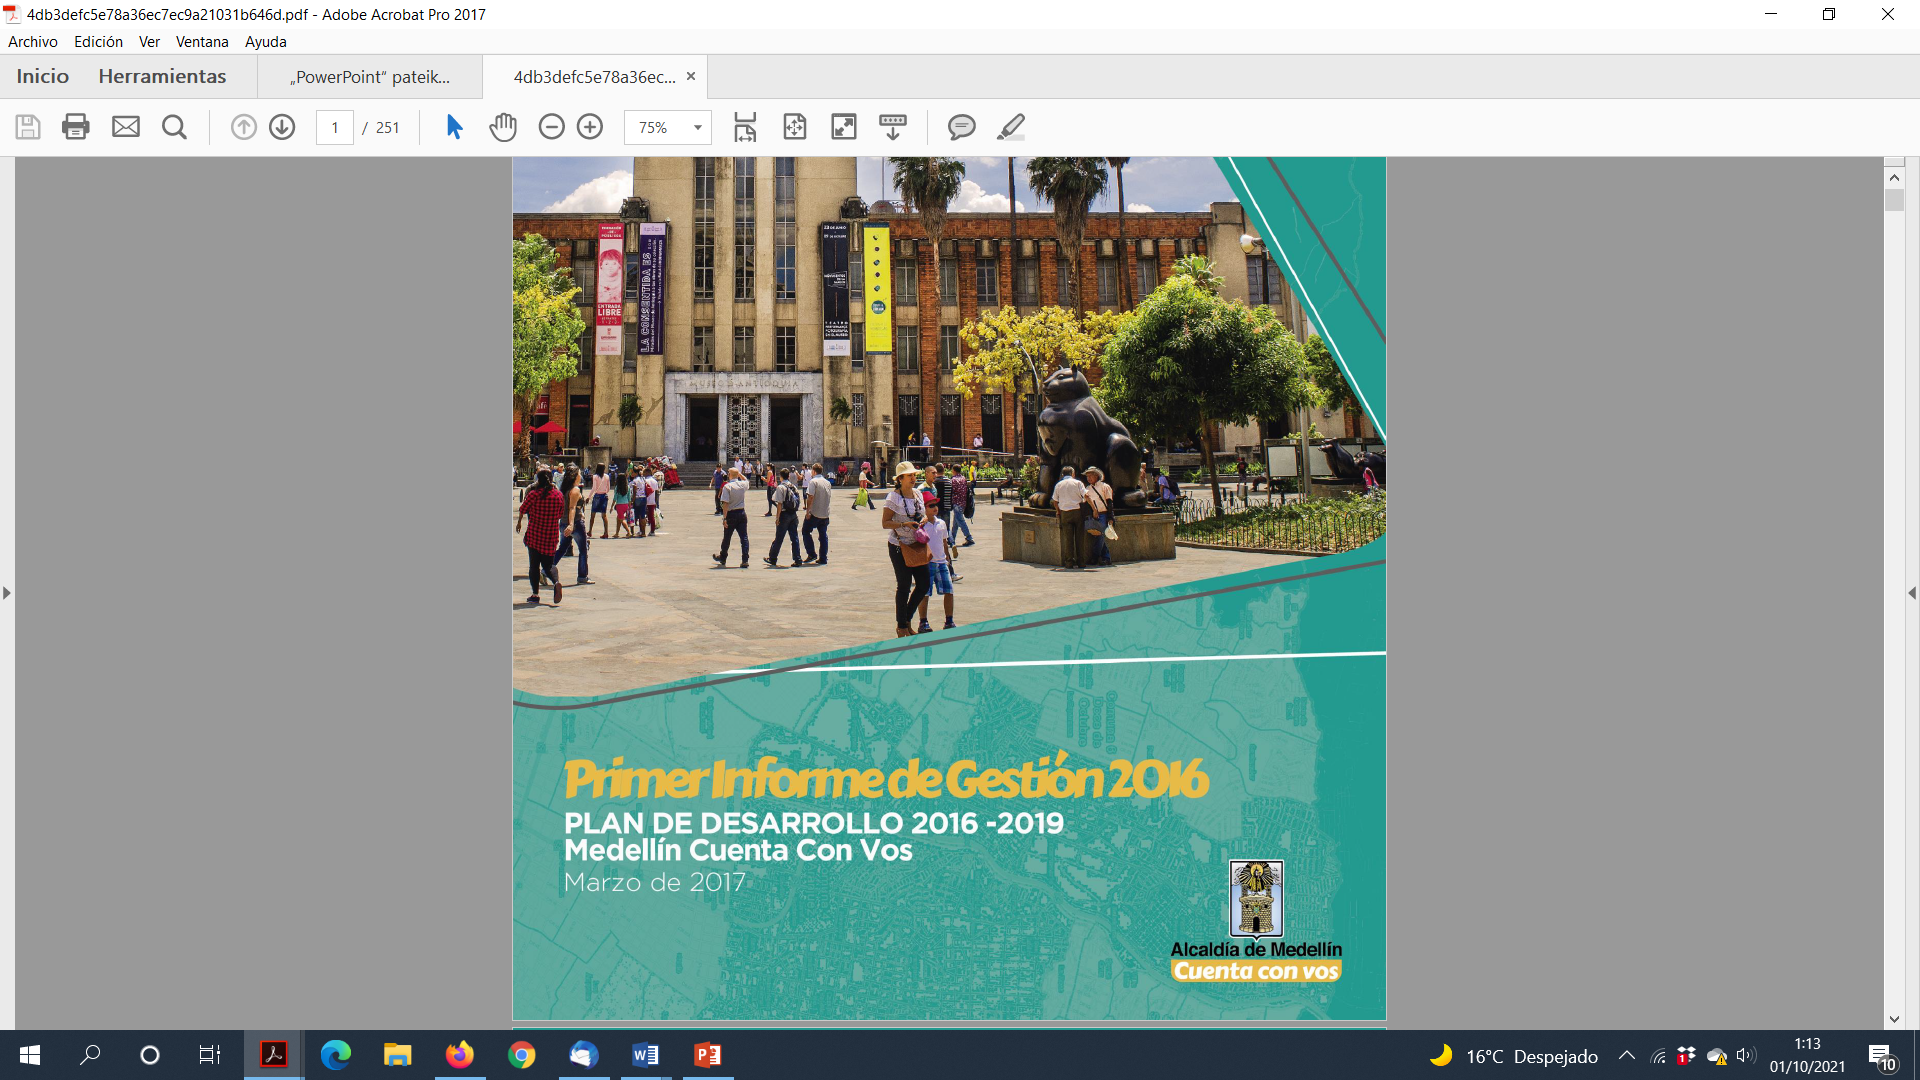 4db3defc5e78a36ec7ec9a21031b646d.pdf - Adobe Acrobat Pro 2017
Archivo Edición Ver Ventana Ayuda
Inicio Herramientas „PowerPoint“ pateik... 4db3defc5e78a36ec...
1 / 251 75%
ENTRADA
LIBRE
LA CONSENTIDA ES
MUSEO DE ANTIOQUIA
Primer Informe de Gestión 2016
PLAN DE DESARROLLO 2016 -2019
Medellín Cuenta Con Vos
Marzo de 2017
Alcaldía de Medellín
Cuenta con vos
16°C Despejado
1:13
01/10/2021
10